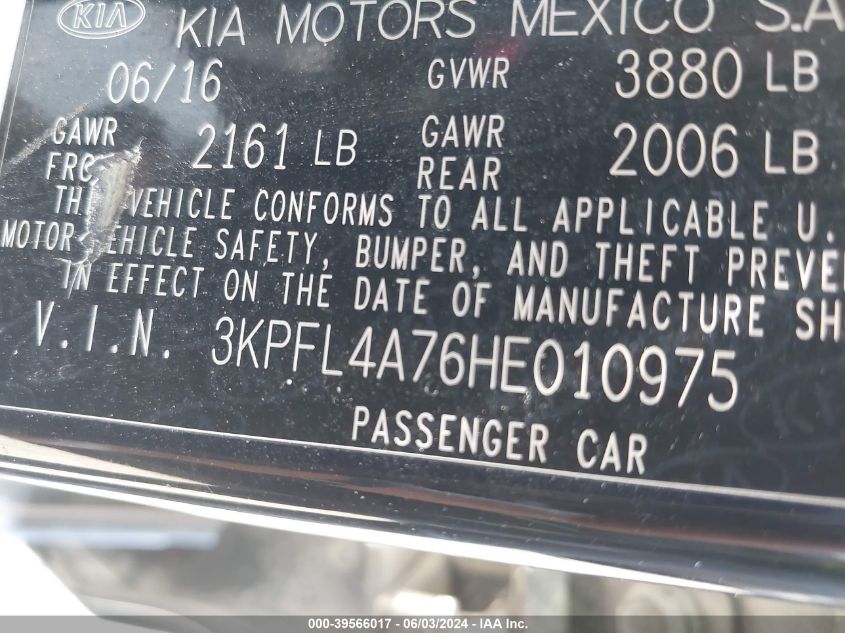 KIA KIA MOTORS MEXICO S.A
06/16 GVWR 3880 LB
GAWR 2161 LB GAWR 2006 LB
REAR
VEHICLE CONFORMS TO ALL APPLICABLE U.
MOTOR VEHICLE SAFETY, BUMPER, AND THEFT PREVE
IN EFFECT ON THE DATE OF MANUFACTURE SH
V.I.N. 3KPFL4A76HE010975
PASSENGER CAR
000-39566017 - 06/03/2024 - IAA Inc.